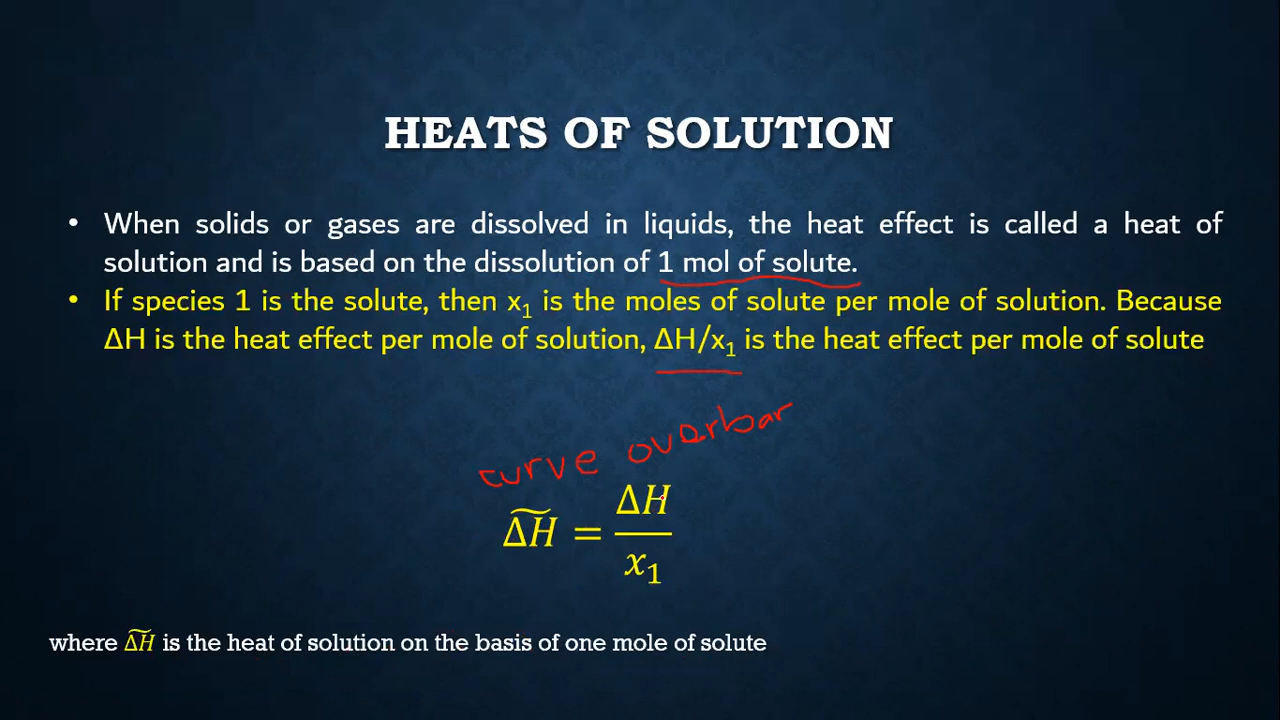 HEATS OF SOLUTION
• When solids or gases are dissolved in liquids, the heat effect is called a heat of
solution and is based on the dissolution of 1 mol of solute.
• If species 1 is the solute, then x₁ is the moles of solute per mole of solution. Because
ΔH is the heat effect per mole of solution, ΔH/x₁ is the heat effect per mole of solute
curve overbar
\widetilde{ΔH} = \frac{ΔH}{x_1}
where \widetilde{ΔH} is the heat of solution on the basis of one mole of solute